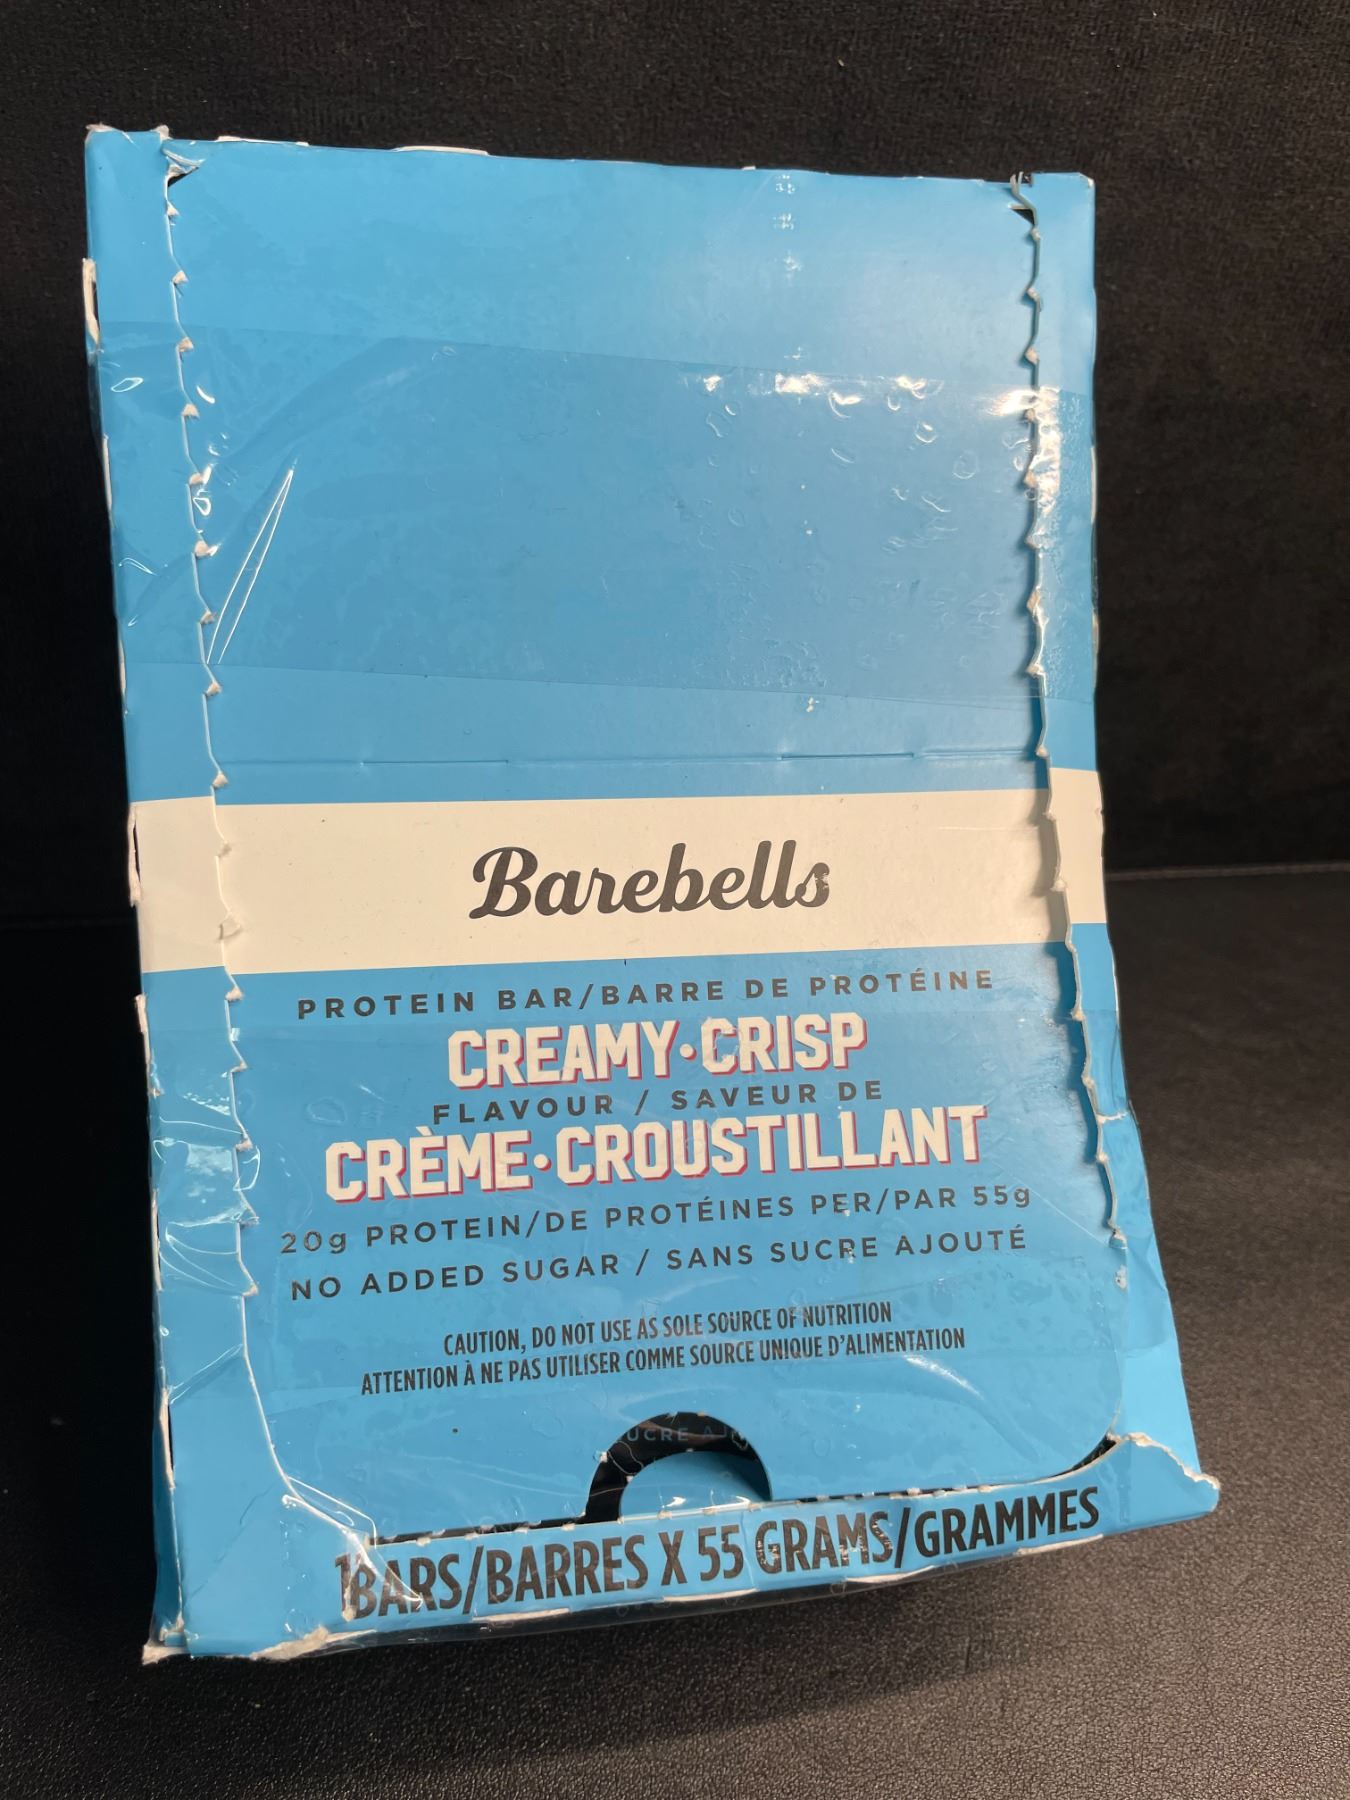 Barebells
PROTEIN BAR/BARRE DE PROTÉINE
CREAMY•CRISP
FLAVOUR / SAVEUR DE
CRÈME•CROUSTILLANT
20g PROTEIN/DE PROTÉINES PER/PAR 55g
NO ADDED SUGAR / SANS SUCRE AJOUTÉ
CAUTION, DO NOT USE AS SOLE SOURCE OF NUTRITION
ATTENTION À NE PAS UTILISER COMME SOURCE UNIQUE D'ALIMENTATION
BARS/BARRES X 55 GRAMS/GRAMMES